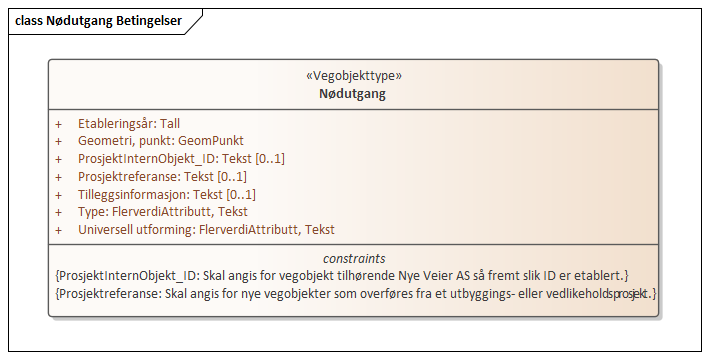 class Nødutgang Betingelser
«Vegobjekttype»
Nødutgang
+ Etableringsår: Tall
+ Geometri, punkt: GeomPunkt
+ ProsjektInternObjekt_ID: Tekst [0..1]
+ Prosjektreferanse: Tekst [0..1]
+ Tilleggsinformasjon: Tekst [0..1]
+ Type: FlerverdiAttributt, Tekst
+ Universell utforming: FlerverdiAttributt, Tekst
constraints
{ProsjektInternObjekt_ID: Skal angis for vegobjekt tilhørende Nye Veier AS så fremt slik ID er etablert.}
{Prosjektreferanse: Skal angis for nye vegobjekter som overføres fra et utbyggings- eller vedlikeholdsprosjekt.}